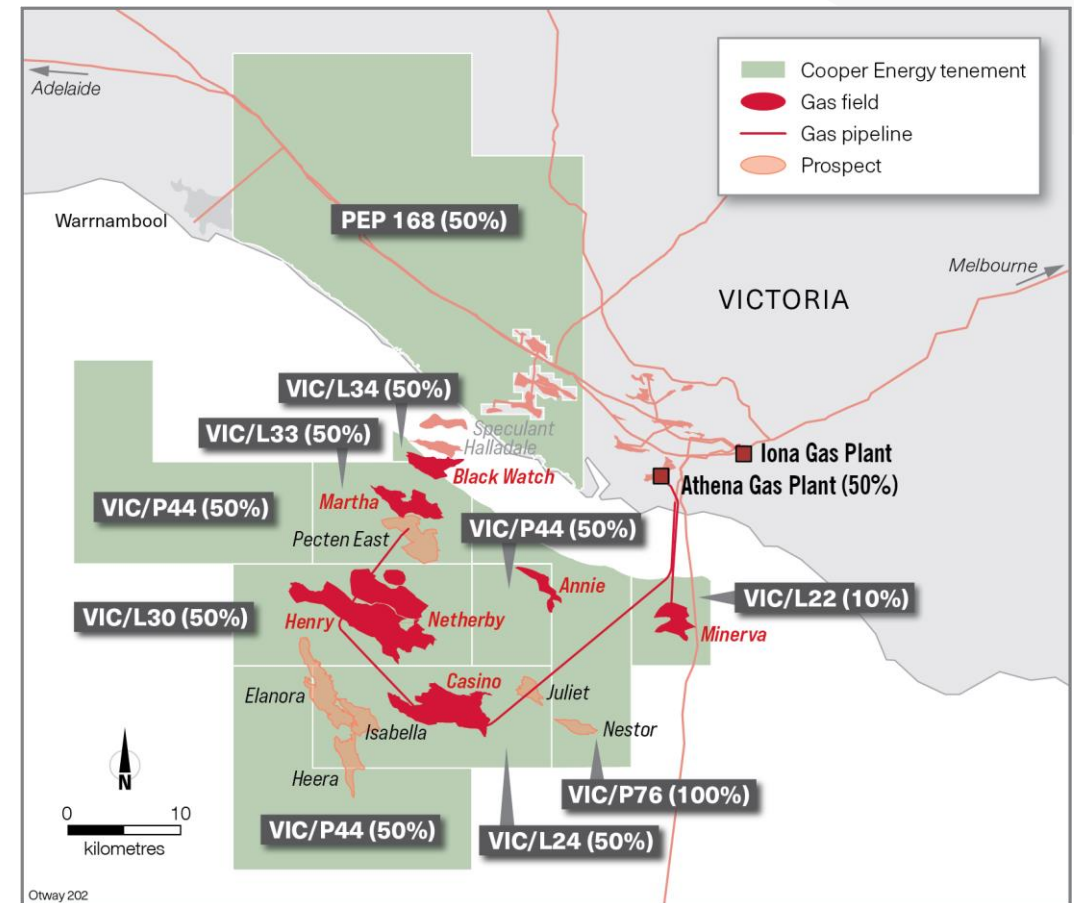 Cooper Energy tenement
Gas field
Gas pipeline
Prospect
Adelaide
Warrnambool
PEP 168 (50%)
Melbourne
VICTORIA
VIC/L34 (50%)
VIC/L33 (50%)
Speculant
Halladale
Black Watch
Iona Gas Plant
Athena Gas Plant (50%)
Martha
VIC/P44 (50%)
Pecten East
VIC/P44 (50%)
Annie
VIC/L22 (10%)
VIC/L30 (50%)
Henry
Netherby
Minerva
Casino
Elanora
Juliet
Isabella
Nestor
Heera
VIC/P76 (100%)
N
0 10
kilometres
VIC/P44 (50%)
VIC/L24 (50%)
Otway 202